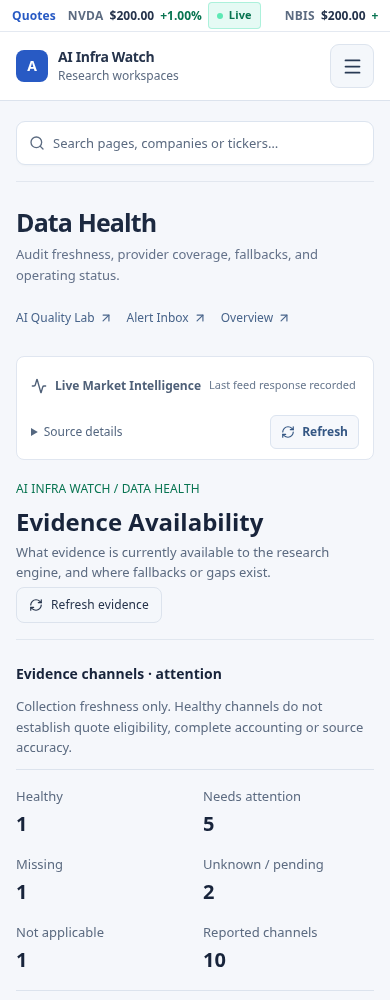 Quotes NVDA $200.00 +1.00% Live NBIS $200.00 +
A AI Infra Watch
Research workspaces
Search pages, companies or tickers...
Data Health
Audit freshness, provider coverage, fallbacks, and
operating status.
AI Quality Lab Alert Inbox Overview
Live Market Intelligence Last feed response recorded
Source details Refresh
AI INFRA WATCH / DATA HEALTH
Evidence Availability
What evidence is currently available to the research
engine, and where fallbacks or gaps exist.
Refresh evidence
Evidence channels · attention
Collection freshness only. Healthy channels do not
establish quote eligibility, complete accounting or source
accuracy.
Healthy Needs attention
1 5
Missing Unknown / pending
1 2
Not applicable Reported channels
1 10